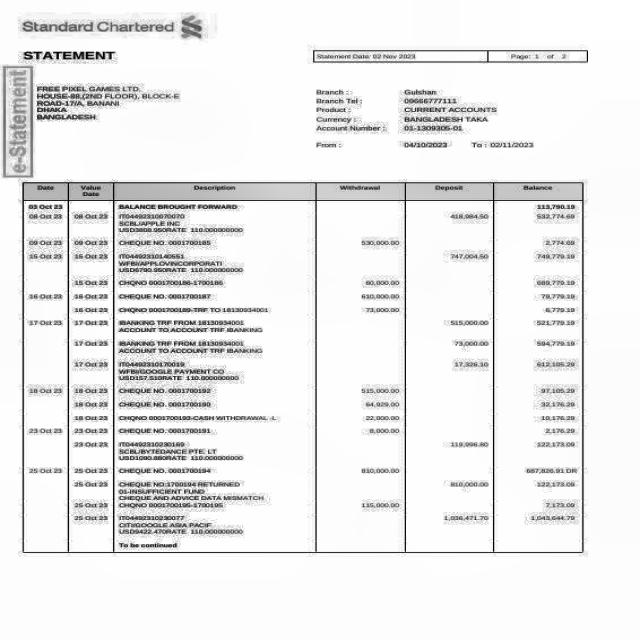 Standard Chartered
STATEMENT
Statement Date: 02 Nov 2023 Page: 1 of 2
e-Statement
FREE PIXEL GAMES LTD.
HOUSE-88,(2ND FLOOR), BLOCK-E
ROAD-17/A, BANANI
DHAKA
BANGLADESH
Branch : Gulshan
Branch Tel : 09666777111
Product : CURRENT ACCOUNTS
Currency : BANGLADESH TAKA
Account Number : 01-1309305-01
From : 04/10/2023 To : 02/11/2023
Date Value Date Description Withdrawal Deposit Balance
03 Oct 23 BALANCE BROUGHT FORWARD 113,790.19
08 Oct 23 08 Oct 23 IT04492310070070 418,984.50 532,774.69
SCBL/APPLE INC
USD3808.950RATE 110.000000000
09 Oct 23 09 Oct 23 CHEQUE NO. 0001700185 530,000.00 2,774.69
15 Oct 23 15 Oct 23 IT04492310140551 747,004.50 749,779.19
WFBI/APPLOVINCORPORATI
USD6790.950RATE 110.000000000
15 Oct 23 CHQNO 0001700186-1700186 60,000.00 689,779.19
16 Oct 23 16 Oct 23 CHEQUE NO. 0001700187 610,000.00 79,779.19
16 Oct 23 CHQNO 0001700189-TRF TO 18130934001 73,000.00 6,779.19
17 Oct 23 17 Oct 23 IBANKING TRF FROM 18130934001 515,000.00 521,779.19
ACCOUNT TO ACCOUNT TRF IBANKING
17 Oct 23 IBANKING TRF FROM 18130934001 73,000.00 594,779.19
ACCOUNT TO ACCOUNT TRF IBANKING
17 Oct 23 IT04492310170019 17,326.10 612,105.29
WFBI/GOOGLE PAYMENT CO
USD157.510RATE 110.000000000
18 Oct 23 18 Oct 23 CHEQUE NO. 0001700192 515,000.00 97,105.29
18 Oct 23 CHEQUE NO. 0001700190 64,929.00 32,176.29
18 Oct 23 CHQNO 0001700193-CASH WITHDRAWAL -L 22,000.00 10,176.29
23 Oct 23 23 Oct 23 CHEQUE NO. 0001700191 8,000.00 2,176.29
23 Oct 23 IT04492310230169 119,996.80 122,173.09
SCBL/BYTEDANCE PTE. LT
USD1090.880RATE 110.000000000
25 Oct 23 25 Oct 23 CHEQUE NO. 0001700194 810,000.00 687,826.91 DR
25 Oct 23 CHEQUE NO:1700194 RETURNED 810,000.00 122,173.09
01-INSUFFICIENT FUND
CHEQUE AND ADVICE DATA MISMATCH
25 Oct 23 CHQNO 0001700195-1700195 115,000.00 7,173.09
25 Oct 23 IT04492310230077 1,036,471.70 1,043,644.79
CITI/GOOGLE ASIA PACIF
USD9422.470RATE 110.000000000
To be continued